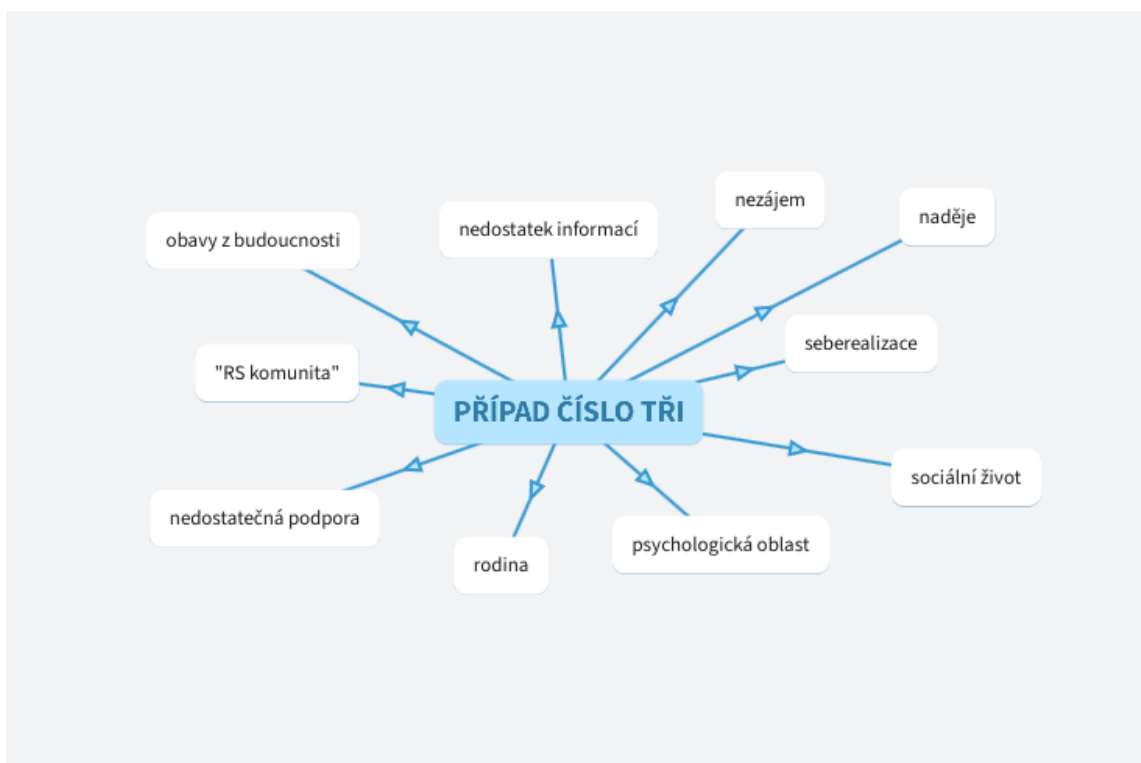 nezájem
naděje
obavy z budoucnosti
nedostatek informací
seberealizace
"RS komunita"
PŘÍPAD ČÍSLO TŘI
sociální život
nedostatečná podpora
psychologická oblast
rodina